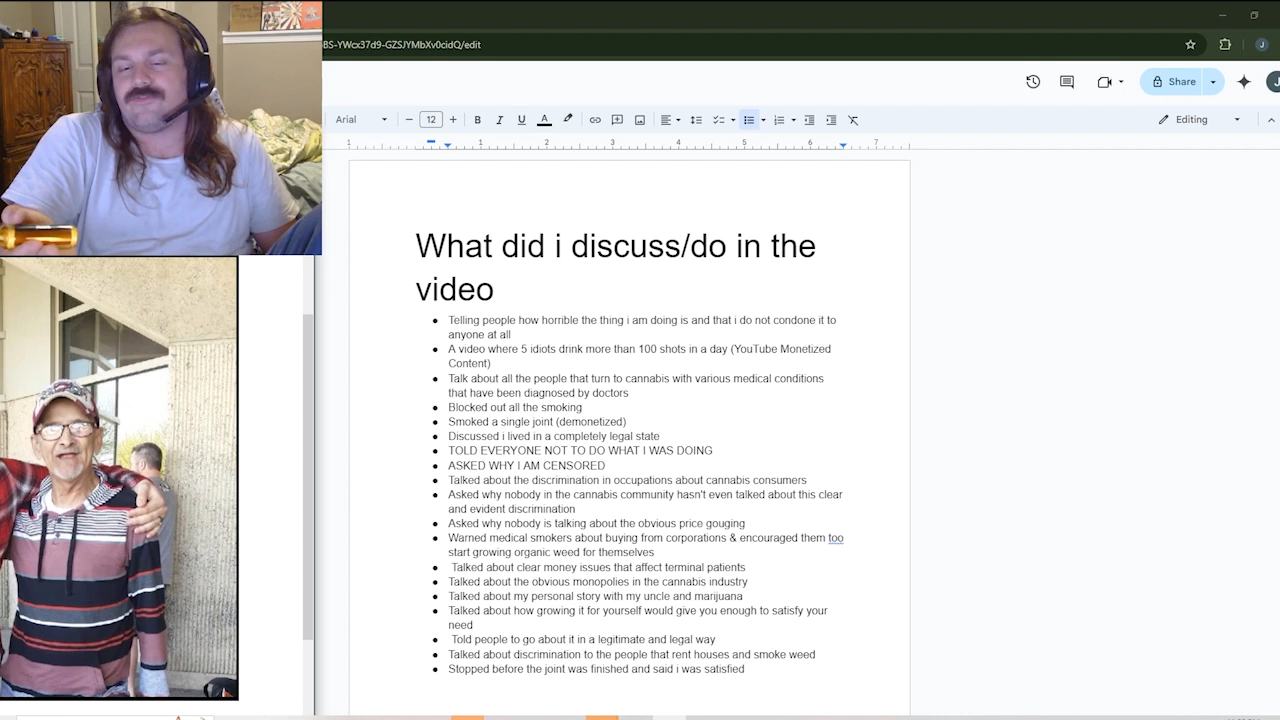 BS-YWcx37d9-GZSJYMbXv0cidQ/edit
Share
Arial
12
B I U A
Editing
1 1 2 3 4 5 6 7
What did i discuss/do in the
video
● Telling people how horrible the thing i am doing is and that i do not condone it to
anyone at all
● A video where 5 idiots drink more than 100 shots in a day (YouTube Monetized
Content)
● Talk about all the people that turn to cannabis with various medical conditions
that have been diagnosed by doctors
● Blocked out all the smoking
● Smoked a single joint (demonetized)
● Discussed i lived in a completely legal state
● TOLD EVERYONE NOT TO DO WHAT I WAS DOING
● ASKED WHY I AM CENSORED
● Talked about the discrimination in occupations about cannabis consumers
● Asked why nobody in the cannabis community hasn't even talked about this clear
and evident discrimination
● Asked why nobody is talking about the obvious price gouging
● Warned medical smokers about buying from corporations & encouraged them too
start growing organic weed for themselves
● Talked about clear money issues that affect terminal patients
● Talked about the obvious monopolies in the cannabis industry
● Talked about my personal story with my uncle and marijuana
● Talked about how growing it for yourself would give you enough to satisfy your
need
● Told people to go about it in a legitimate and legal way
● Talked about discrimination to the people that rent houses and smoke weed
● Stopped before the joint was finished and said i was satisfied